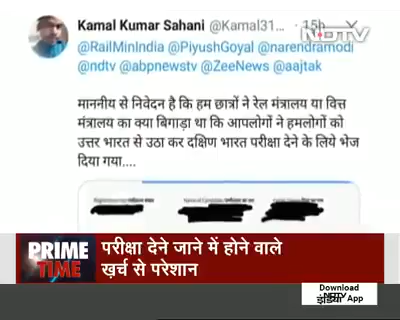 Kamal Kumar Sahani @Kamal31... · 15h
NDTV
@RailMinIndia @PiyushGoyal @narendramodi
@ndtv @abpnewstv @ZeeNews @aajtak
माननीय से निवेदन है कि हम छात्रों ने रेल मंत्रालय या वित्त
मंत्रालय का क्या बिगाड़ा था कि आपलोगों ने हमलोगों को
उत्तर भारत से उठा कर दक्षिण भारत परीक्षा देने के लिये भेज
दिया गया....
PRIME
TIME
परीक्षा देने जाने में होने वाले
ख़र्च से परेशान
Download
NDTV
इंडिया
App